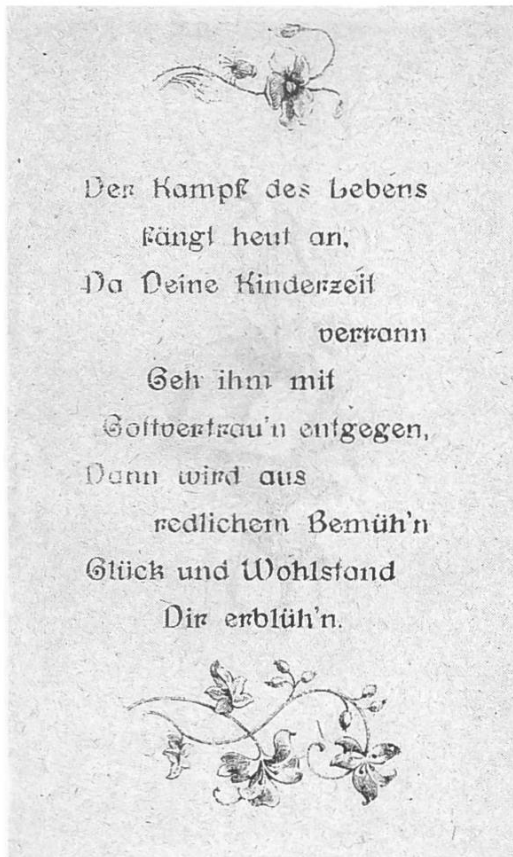 Der Kampf des Lebens
fängt heut an,
Da Deine Kinderzeit
verrann
Geh ihm mit
Gottvertrau'n entgegen,
Dann wird aus
redlichem Bemüh'n
Glück und Wohlstand
Dir erblüh'n.